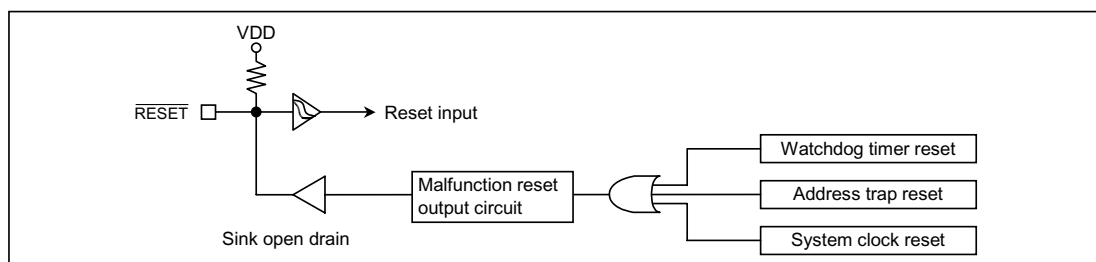 VDD
RESET
Reset input
Watchdog timer reset
Malfunction reset
output circuit
Address trap reset
Sink open drain
System clock reset